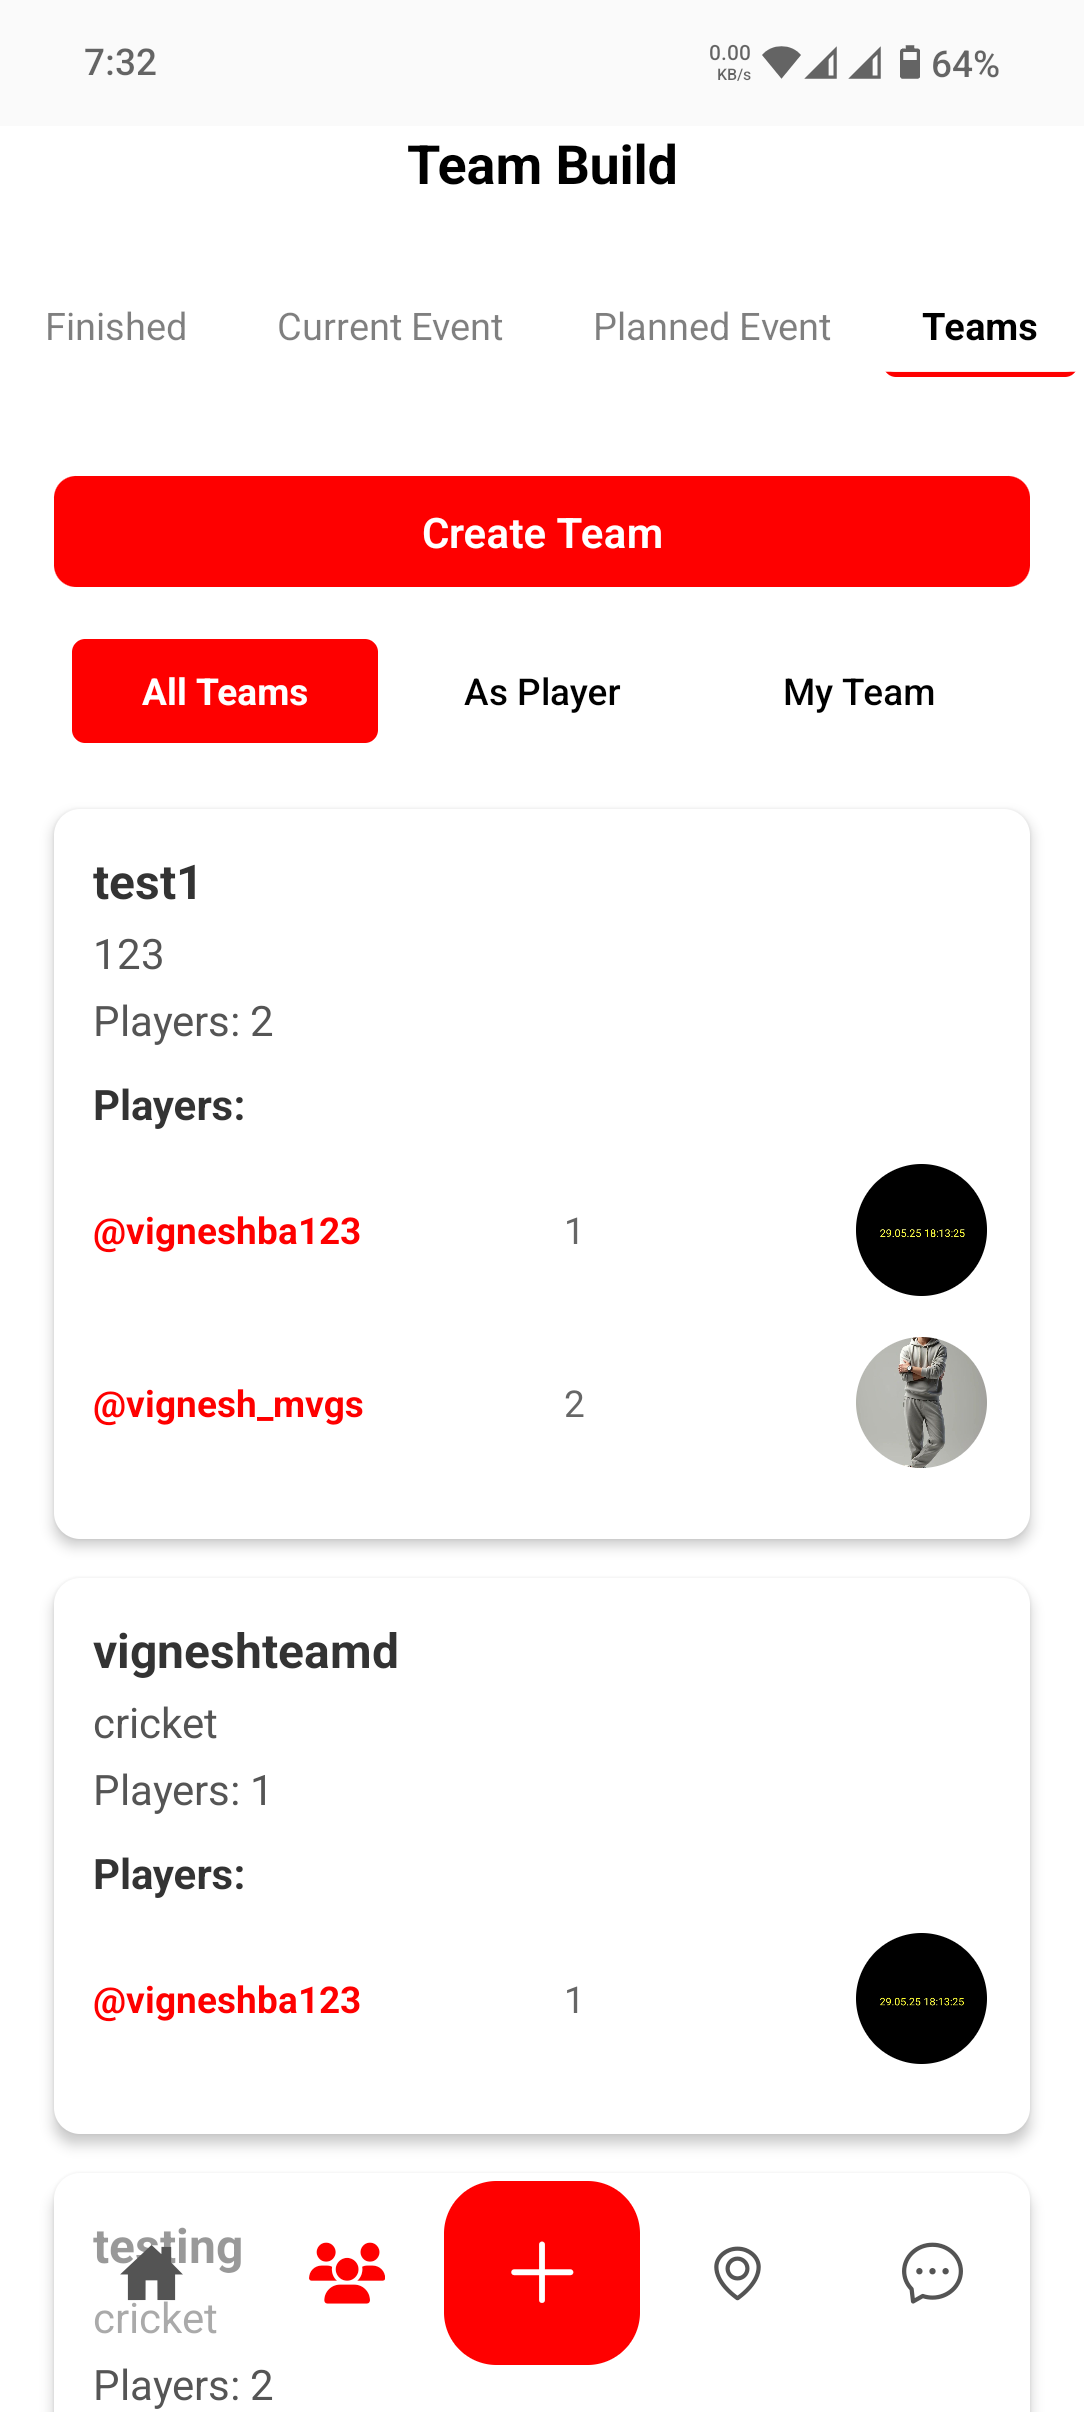 7:32
0.00
KB/s
64%
Team Build
Finished
Current Event
Planned Event
Teams
Create Team
All Teams
As Player
My Team
test1
123
Players: 2
Players:
@vigneshba123
1
29.05.25 18:13:25
@vignesh_mvgs
2
vigneshteamd
cricket
Players: 1
Players:
@vigneshba123
1
29.05.25 18:13:25
testing
cricket
Players: 2